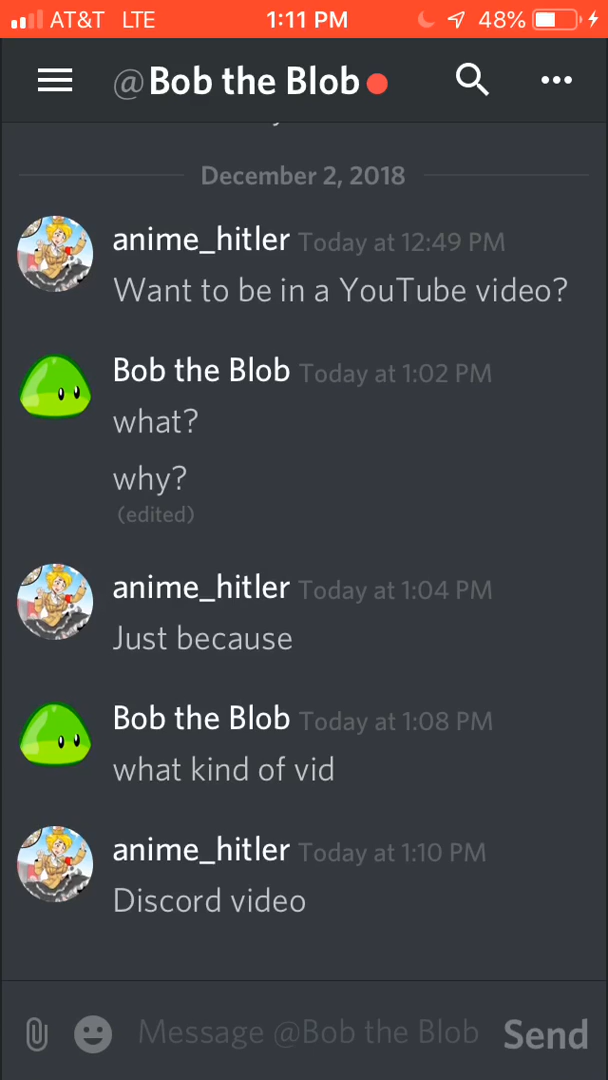 AT&T LTE 1:11 PM 48%
@Bob the Blob
December 2, 2018
anime_hitler Today at 12:49 PM
Want to be in a YouTube video?
Bob the Blob Today at 1:02 PM
what?
why?
(edited)
anime_hitler Today at 1:04 PM
Just because
Bob the Blob Today at 1:08 PM
what kind of vid
anime_hitler Today at 1:10 PM
Discord video
Message @Bob the Blob Send